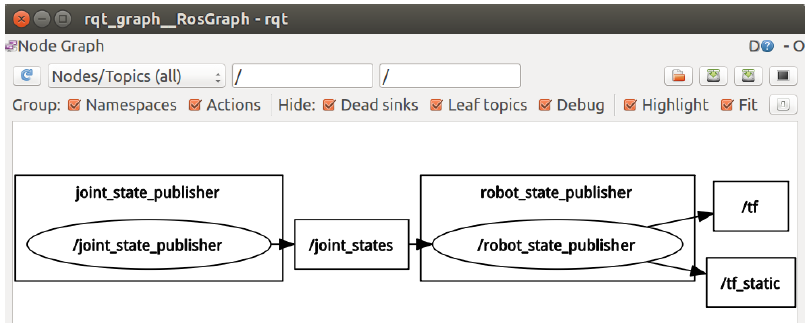 rqt_graph__RosGraph - rqt
Node Graph D? - O
Nodes/Topics (all) / /
Group: Namespaces Actions Hide: Dead sinks Leaf topics Debug Highlight Fit
joint_state_publisher robot_state_publisher
/tf
/joint_state_publisher /joint_states /robot_state_publisher
/tf_static